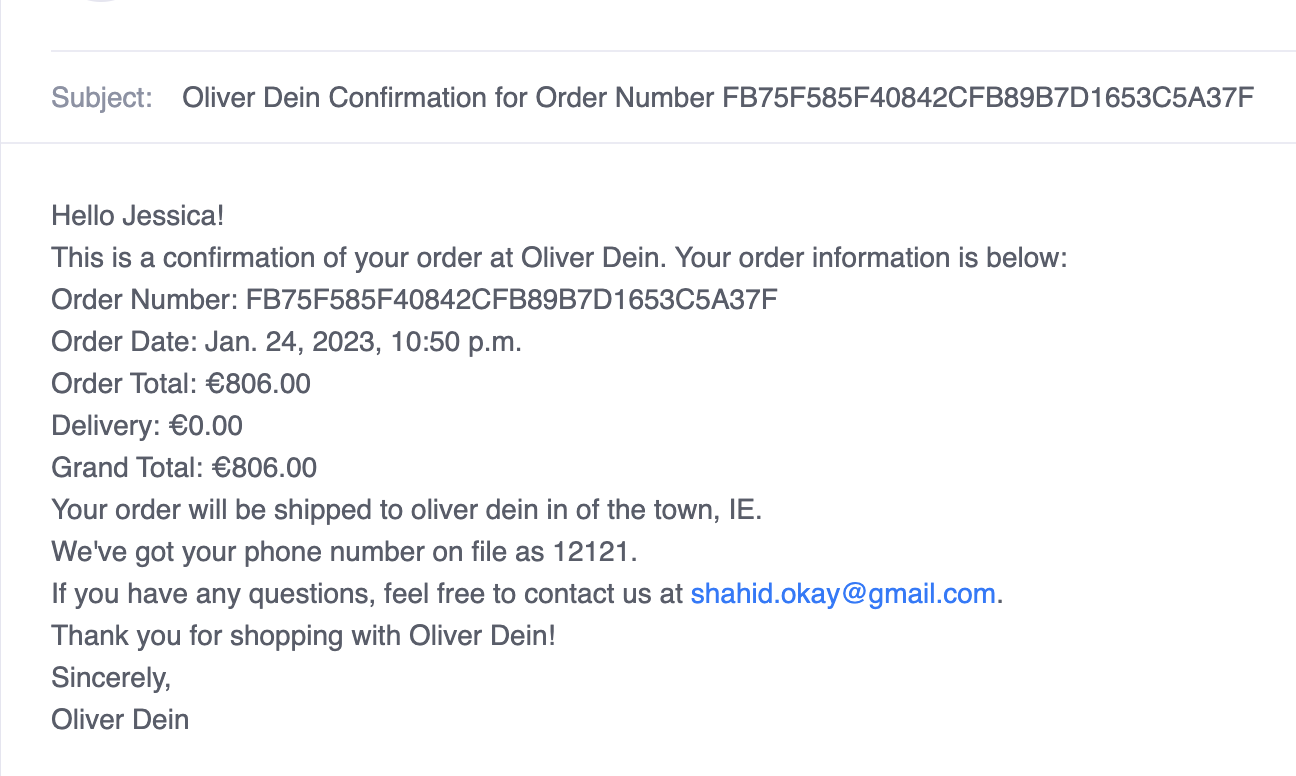 Subject: Oliver Dein Confirmation for Order Number FB75F585F40842CFB89B7D1653C5A37F
Hello Jessica!
This is a confirmation of your order at Oliver Dein. Your order information is below:
Order Number: FB75F585F40842CFB89B7D1653C5A37F
Order Date: Jan. 24, 2023, 10:50 p.m.
Order Total: €806.00
Delivery: €0.00
Grand Total: €806.00
Your order will be shipped to oliver dein in of the town, IE.
We've got your phone number on file as 12121.
If you have any questions, feel free to contact us at shahid.okay@gmail.com.
Thank you for shopping with Oliver Dein!
Sincerely,
Oliver Dein